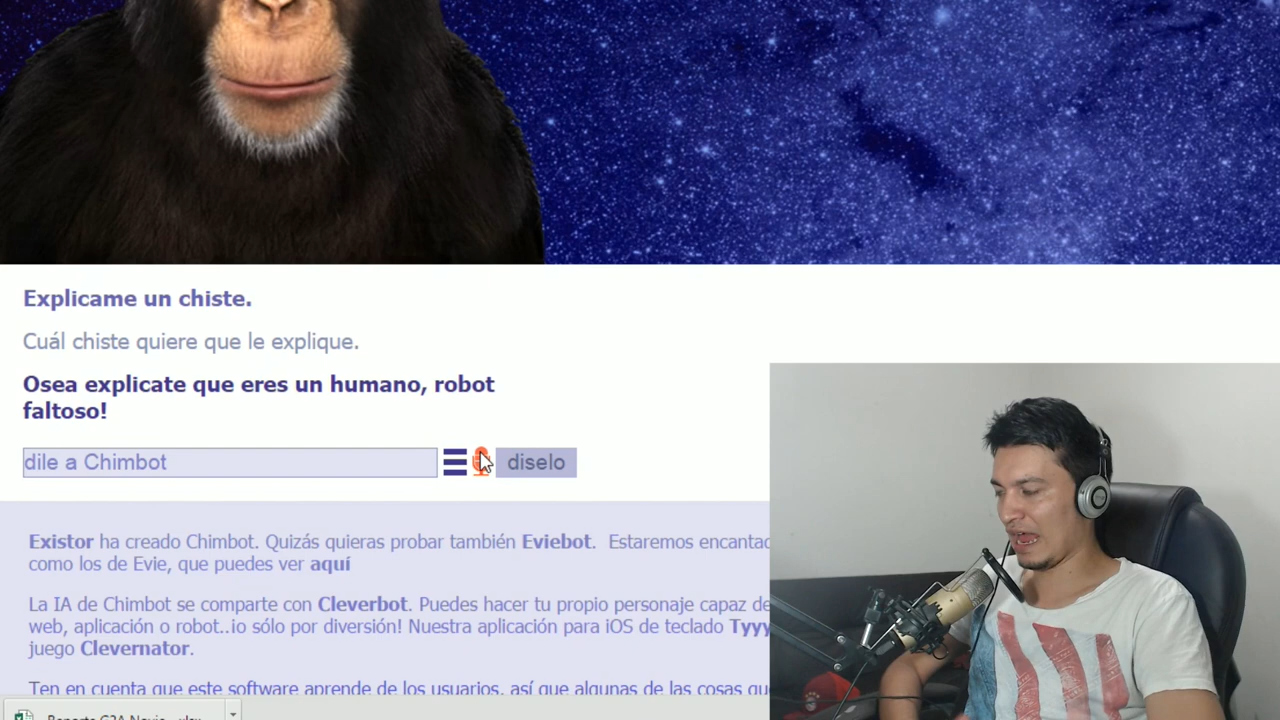 Explicame un chiste.
Cuál chiste quiere que le explique.
Osea explicate que eres un humano, robot
faltoso!
dile a Chimbot
diselo
Existor ha creado Chimbot. Quizás quieras probar también Eviebot. Estaremos encantad
como los de Evie, que puedes ver aquí
La IA de Chimbot se comparte con Cleverbot. Puedes hacer tu propio personaje capaz de
web, aplicación o robot..io sólo por diversión! Nuestra aplicación para iOS de teclado Tyyy
juego Clevernator.
Ten en cuenta que este software aprende de los usuarios, así que algunas de las cosas que